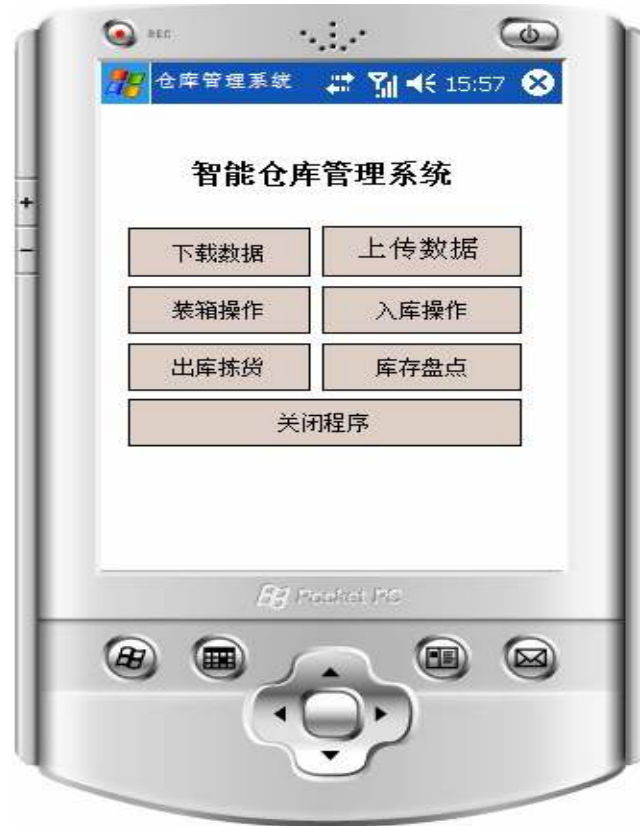 REC
仓库管理系统 15:57
智能仓库管理系统
下载数据 上传数据
装箱操作 入库操作
出库拣货 库存盘点
关闭程序
Pocket PC